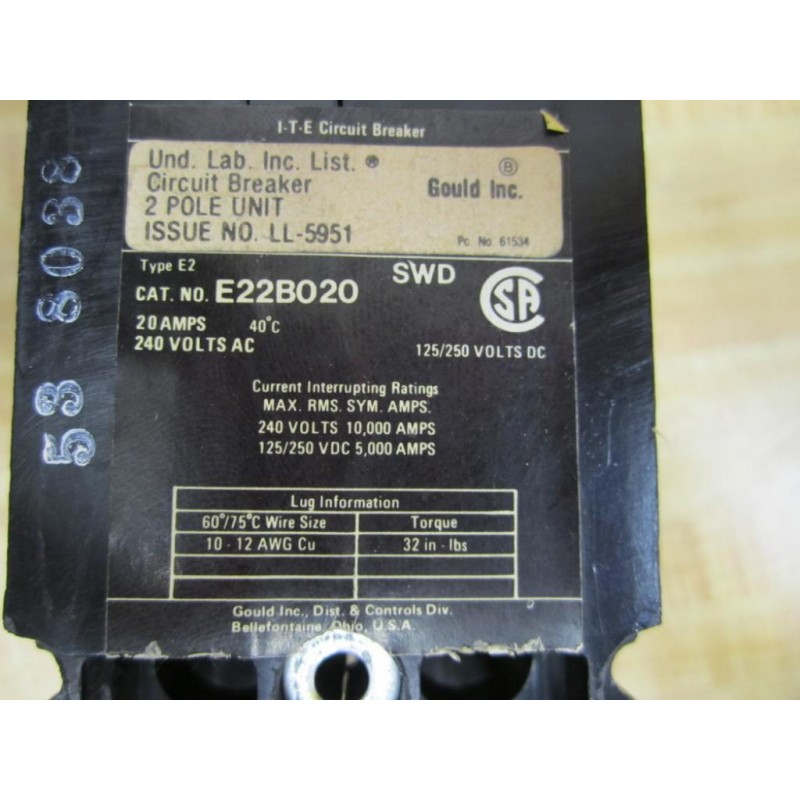 I-T-E Circuit Breaker
Und. Lab. Inc. List. ®
Circuit Breaker
2 POLE UNIT
ISSUE NO. LL-5951
Ⓑ
Gould Inc.
Pc. No. 61534
Type E2
SWD
CAT. NO. E22B020
SA
20 AMPS 40°C
240 VOLTS AC
125/250 VOLTS DC
Current Interrupting Ratings
MAX. RMS. SYM. AMPS.
240 VOLTS 10,000 AMPS
125/250 VDC 5,000 AMPS
Lug Information
60°/75°C Wire Size Torque
10 - 12 AWG Cu 32 in - lbs
Gould Inc., Dist. & Controls Div.
Bellefontaine, Ohio, U.S.A.
53 8038